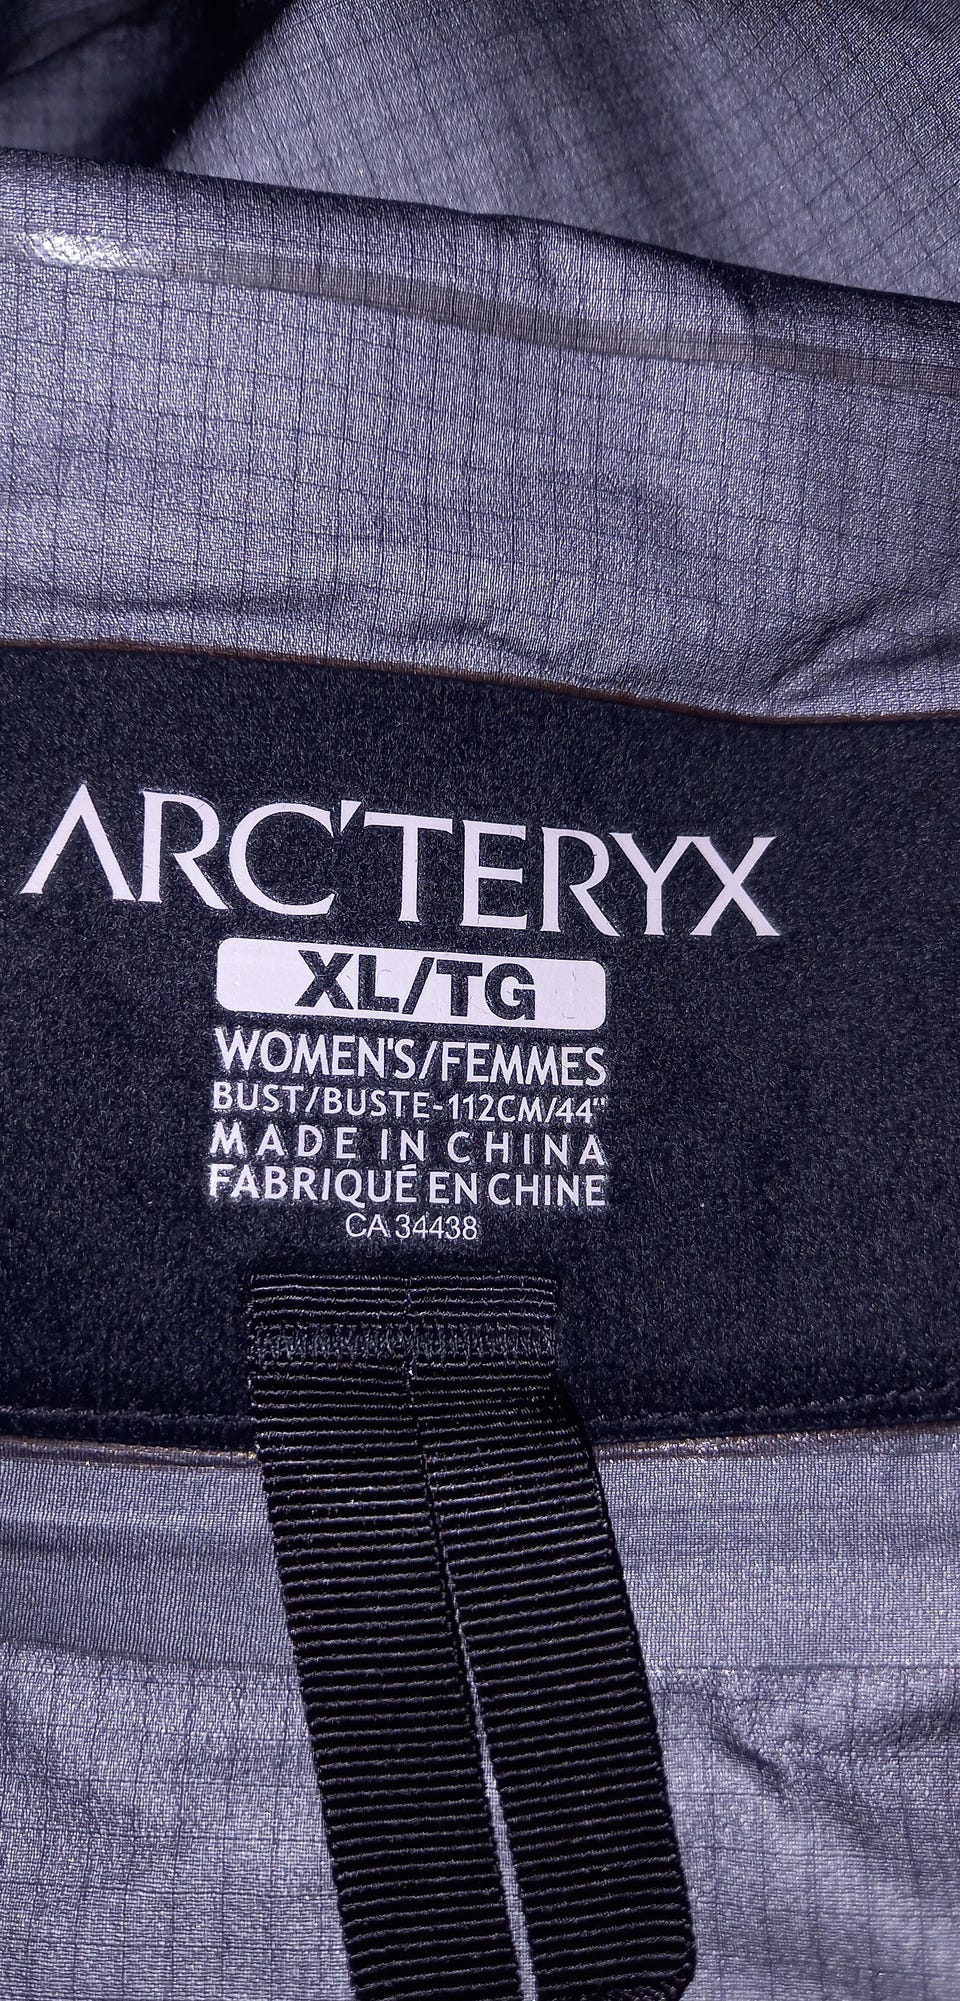 ARC'TERYX
XL/TG
WOMEN'S/FEMMES
BUST/BUSTE-112CM/44"
MADE IN CHINA
FABRIQUÉ EN CHINE
CA 34438